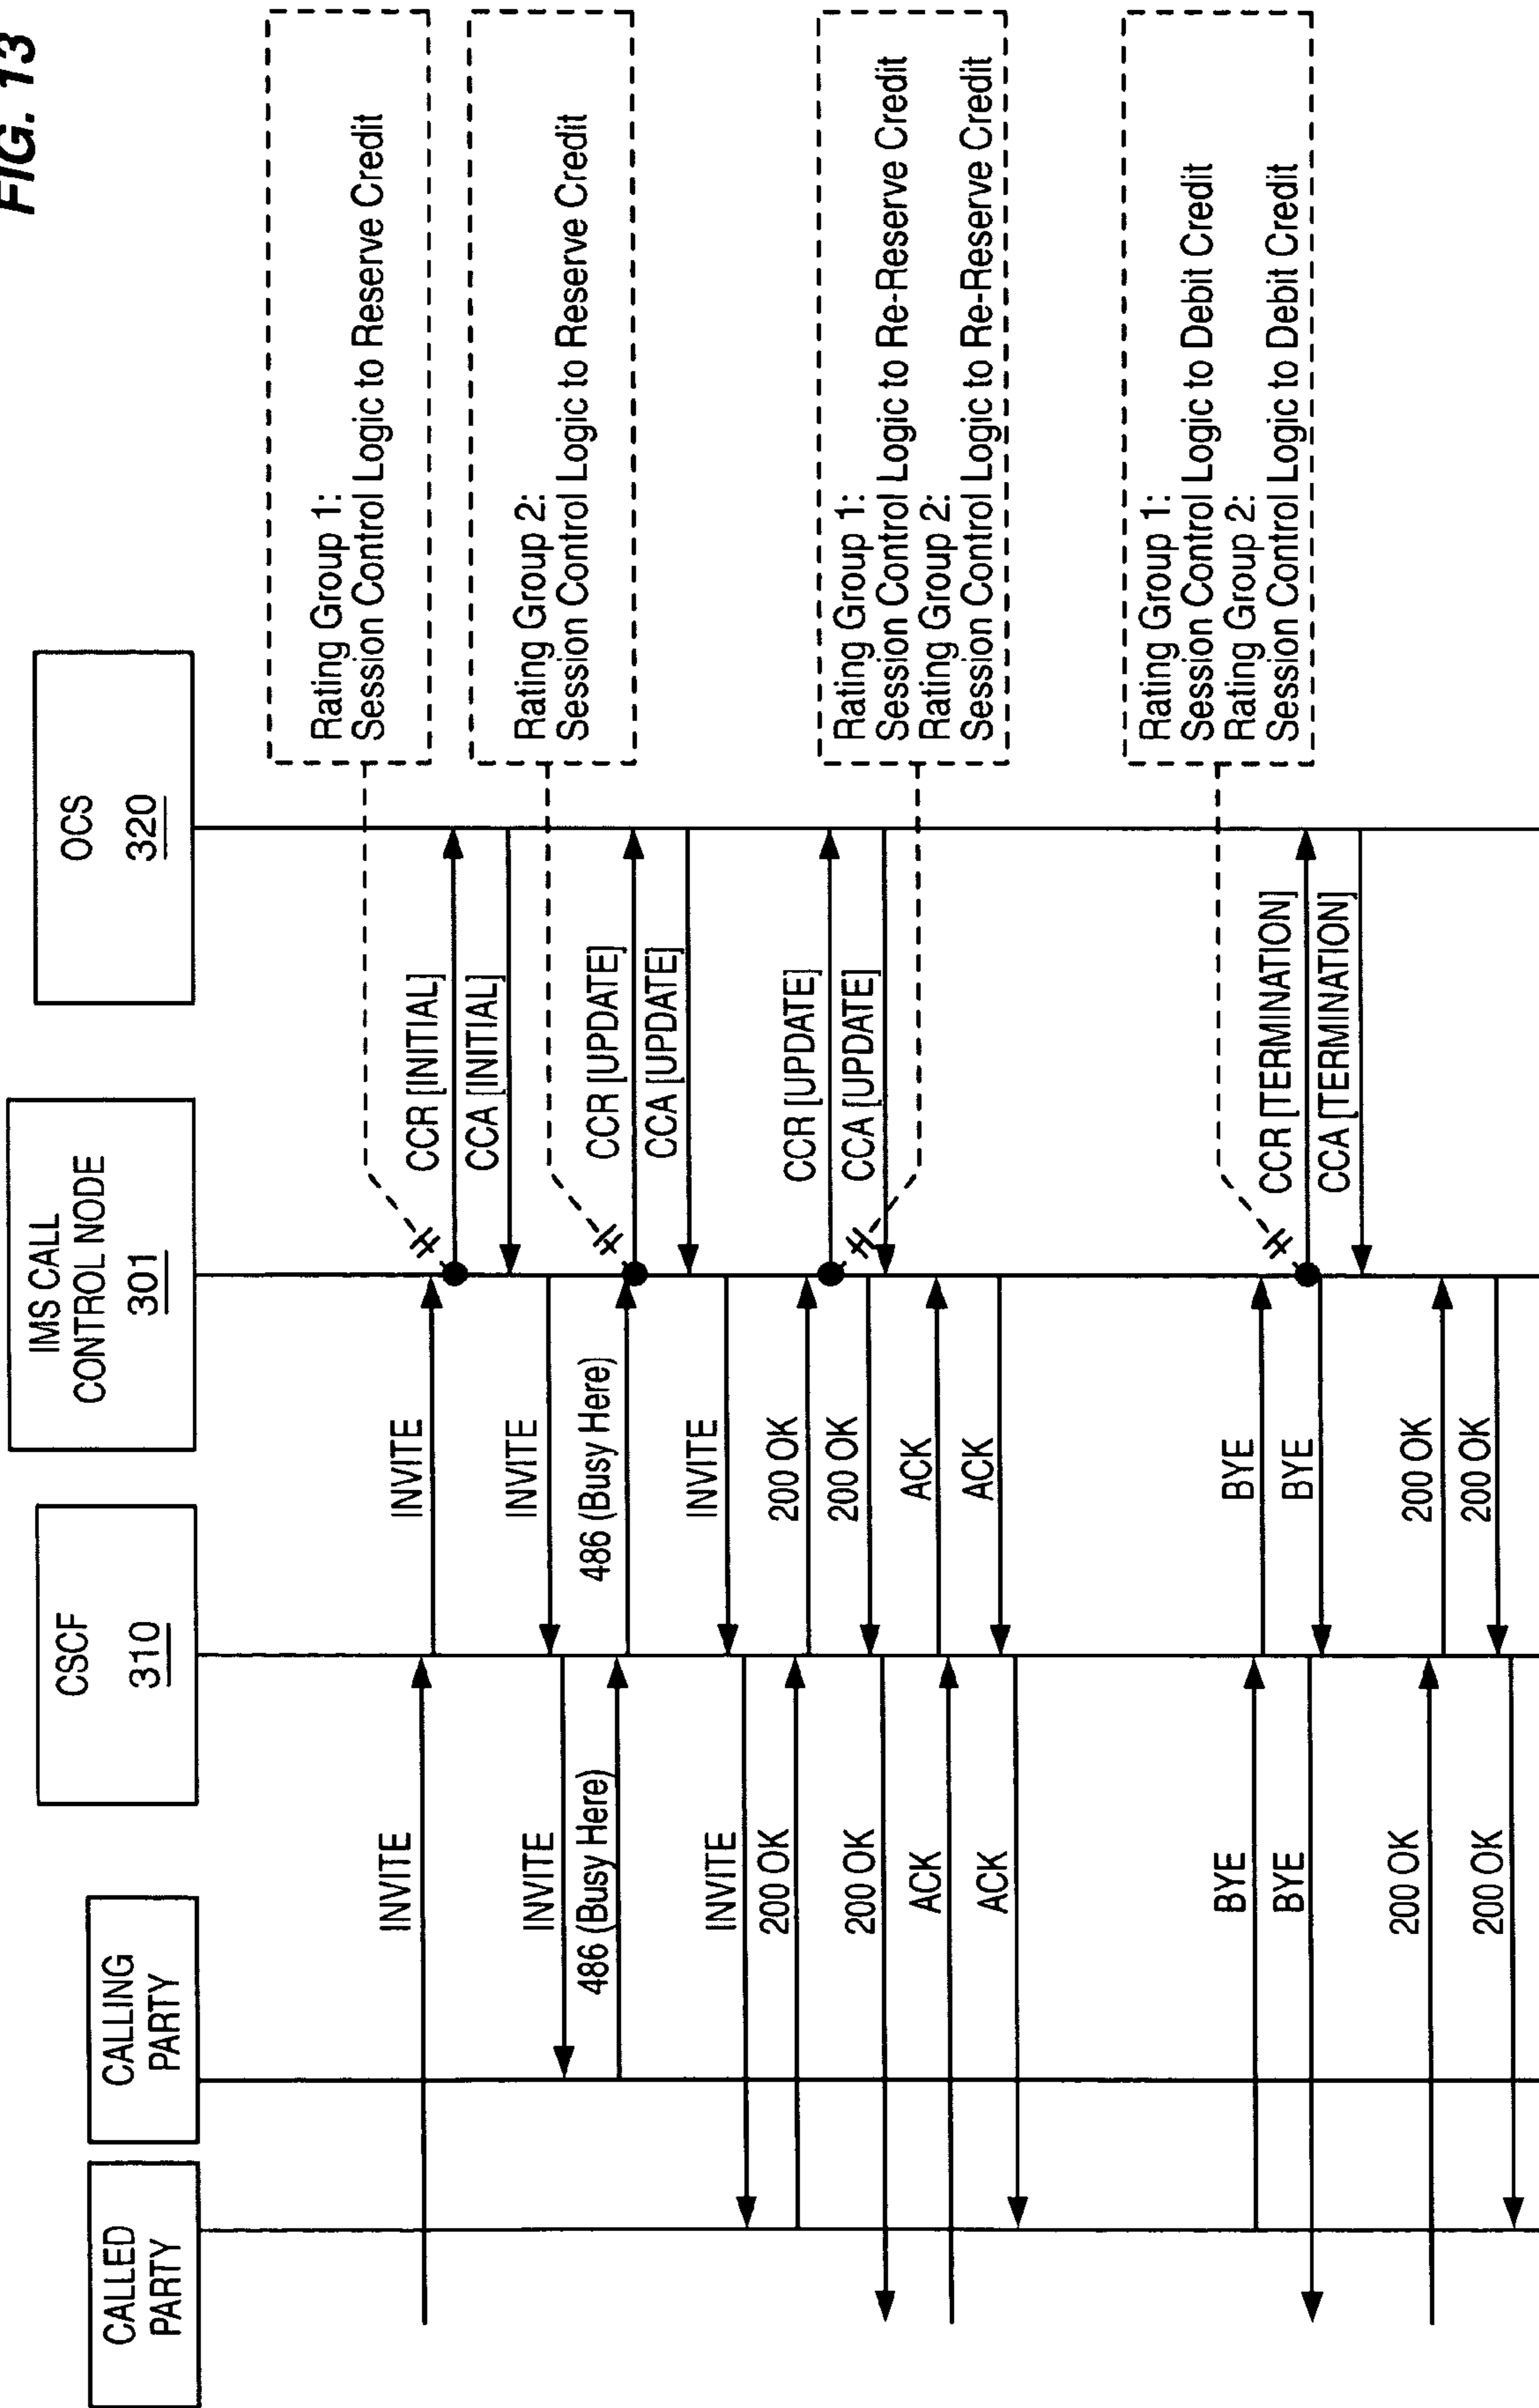 FIG. 13
CALLED
PARTY
CALLING
PARTY
CSCF
310
IMS CALL
CONTROL NODE
301
OCS
320
INVITE
INVITE
Rating Group 1:
Session Control Logic to Reserve Credit
CCR [INITIAL]
CCA [INITIAL]
INVITE
INVITE
486 (Busy Here)
486 (Busy Here)
Rating Group 2:
Session Control Logic to Reserve Credit
CCR [UPDATE]
CCA [UPDATE]
INVITE
INVITE
200 OK
200 OK
CCR [UPDATE]
CCA [UPDATE]
Rating Group 1:
Session Control Logic to Re-Reserve Credit
Rating Group 2:
Session Control Logic to Re-Reserve Credit
200 OK
200 OK
ACK
ACK
ACK
ACK
BYE
BYE
BYE
BYE
Rating Group 1:
Session Control Logic to Debit Credit
Rating Group 2:
Session Control Logic to Debit Credit
CCR [TERMINATION]
CCA [TERMINATION]
200 OK
200 OK
200 OK
200 OK